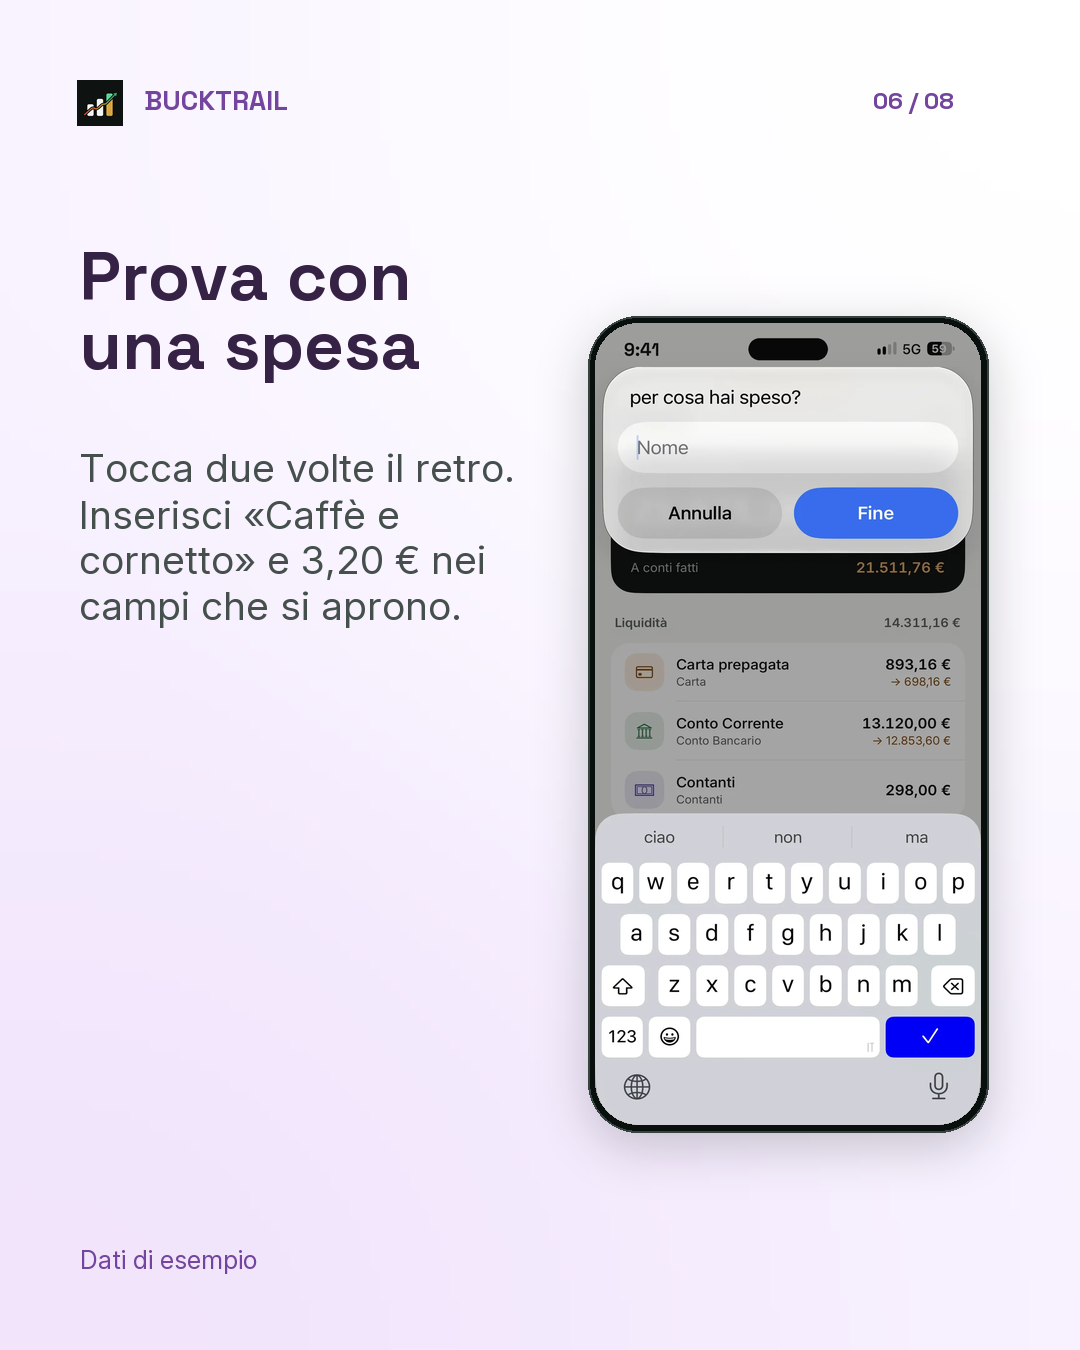 BUCKTRAIL
06 / 08
Prova con
una spesa
Tocca due volte il retro.
Inserisci «Caffè e
cornetto» e 3,20 € nei
campi che si aprono.
9:41
5G 59
per cosa hai speso?
Nome
Annulla Fine
A conti fatti 21.511,76 €
Liquidità 14.311,16 €
Carta prepagata 893,16 €
Carta → 698,16 €
Conto Corrente 13.120,00 €
Conto Bancario → 12.853,60 €
Contanti 298,00 €
Contanti
ciao non ma
q w e r t y u i o p
a s d f g h j k l
z x c v b n m
123
IT
Dati di esempio